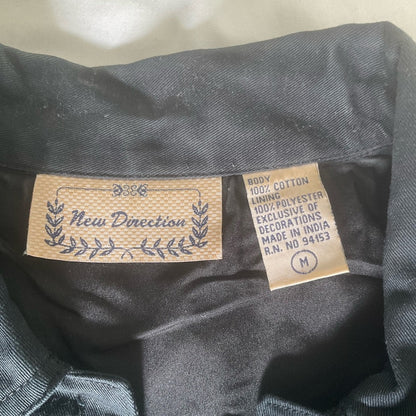 New Direction
BODY
100% COTTON
LINING
100% POLYESTER
EXCLUSIVE OF
DECORATIONS
MADE IN INDIA
R.N. NO 94153
M